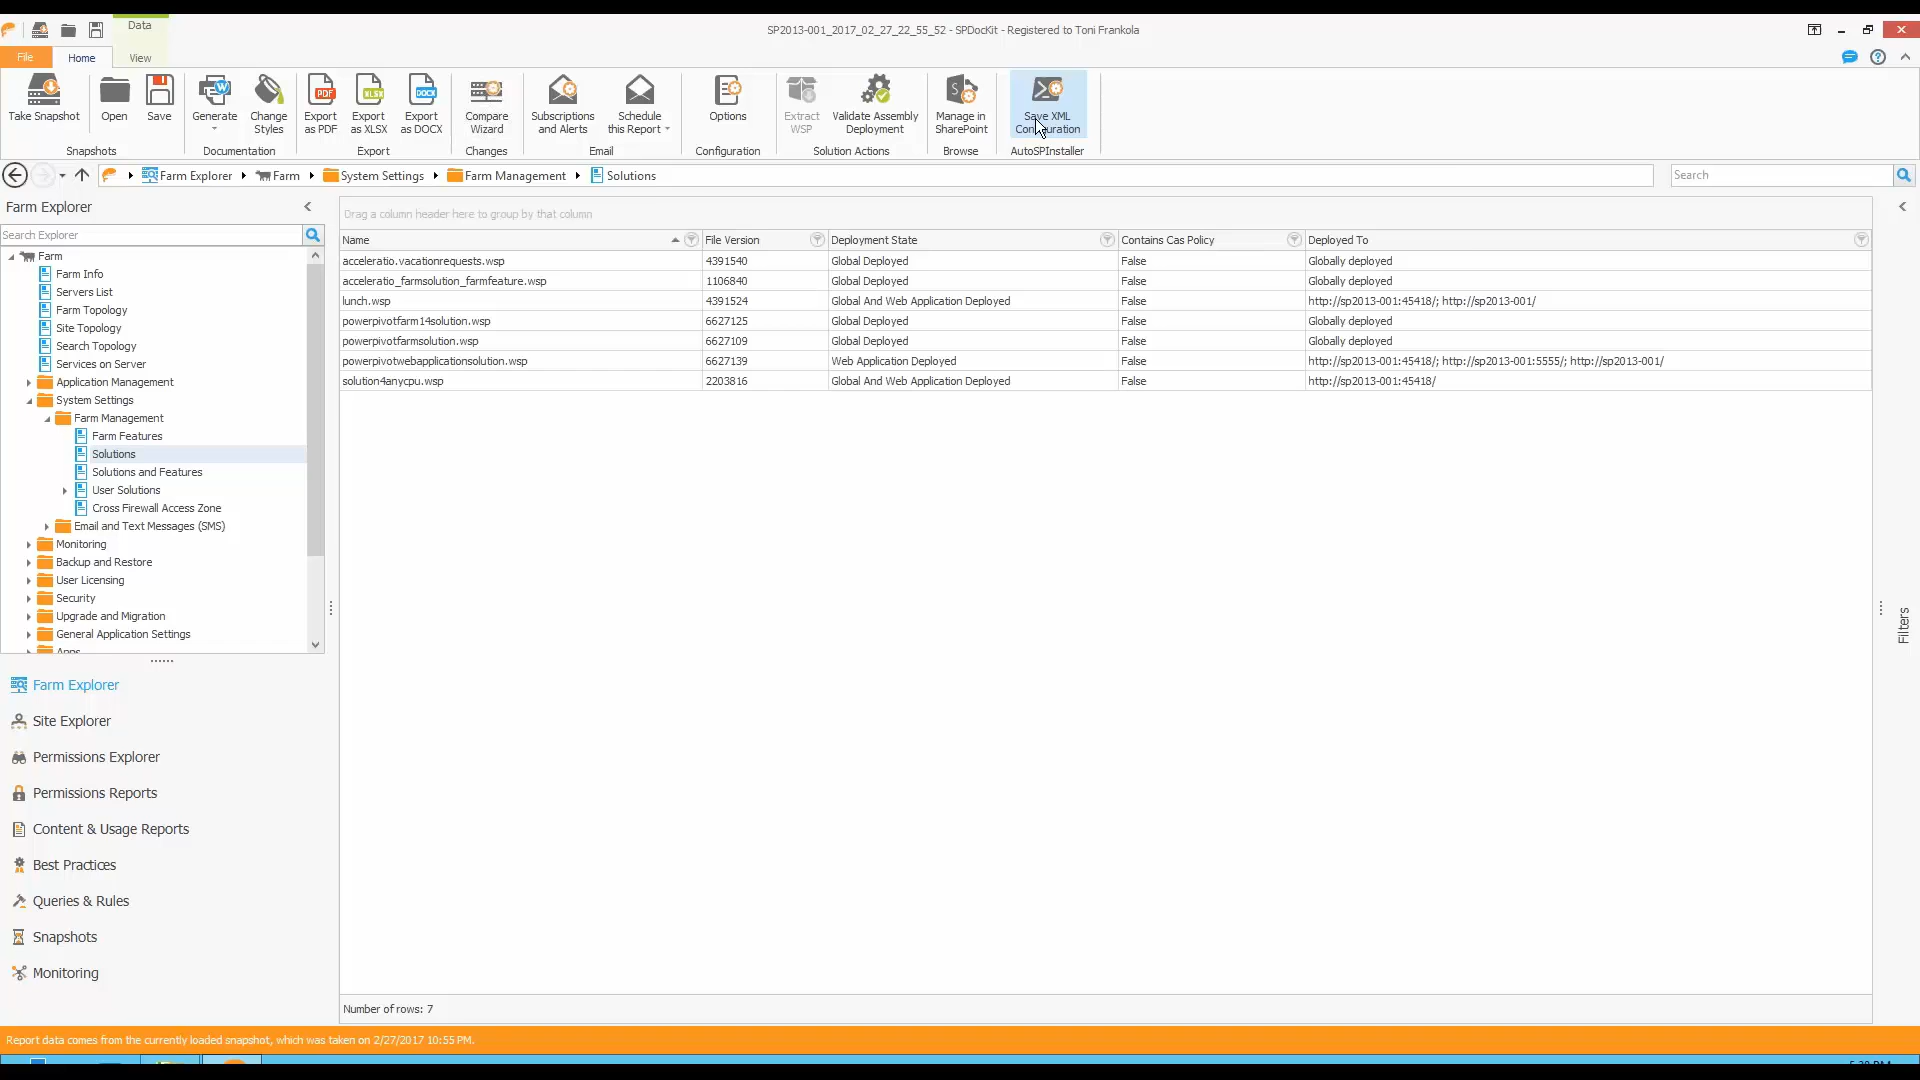 Data
SP2013-001_2017_02_27_22_55_52 - SPDocKit - Registered to Toni Frankola
File
Home
View
Take Snapshot
Open
Save
Generate
Change Styles
Export as PDF
Export as XLSX
Export as DOCX
Compare Wizard
Subscriptions and Alerts
Schedule this Report
Options
Extract WSP
Validate Assembly Deployment
Manage in SharePoint
Save XML Configuration
Snapshots
Documentation
Export
Changes
Email
Configuration
Solution Actions
Browse
AutoSPInstaller
Farm Explorer
Farm
System Settings
Farm Management
Solutions
Search
Farm Explorer
Search Explorer
Farm
Farm Info
Servers List
Farm Topology
Site Topology
Search Topology
Services on Server
Application Management
System Settings
Farm Management
Farm Features
Solutions
Solutions and Features
User Solutions
Cross Firewall Access Zone
Email and Text Messages (SMS)
Monitoring
Backup and Restore
User Licensing
Security
Upgrade and Migration
General Application Settings
Apps
Farm Explorer
Site Explorer
Permissions Explorer
Permissions Reports
Content & Usage Reports
Best Practices
Queries & Rules
Snapshots
Monitoring
Drag a column header here to group by that column
Name File Version Deployment State Contains Cas Policy Deployed To
acceleratio.vacationrequests.wsp 4391540 Global Deployed False Globally deployed
acceleratio_farmsolution_farmfeature.wsp 1106840 Global Deployed False Globally deployed
lunch.wsp 4391524 Global And Web Application Deployed False http://sp2013-001:45418/; http://sp2013-001/
powerpivotfarm14solution.wsp 6627125 Global Deployed False Globally deployed
powerpivotfarmsolution.wsp 6627109 Global Deployed False Globally deployed
powerpivotwebapplicationsolution.wsp 6627139 Web Application Deployed False http://sp2013-001:45418/; http://sp2013-001:5555/; http://sp2013-001/
solution4anycpu.wsp 2203816 Global And Web Application Deployed False http://sp2013-001:45418/
Number of rows: 7
Filters
Report data comes from the currently loaded snapshot, which was taken on 2/27/2017 10:55 PM.